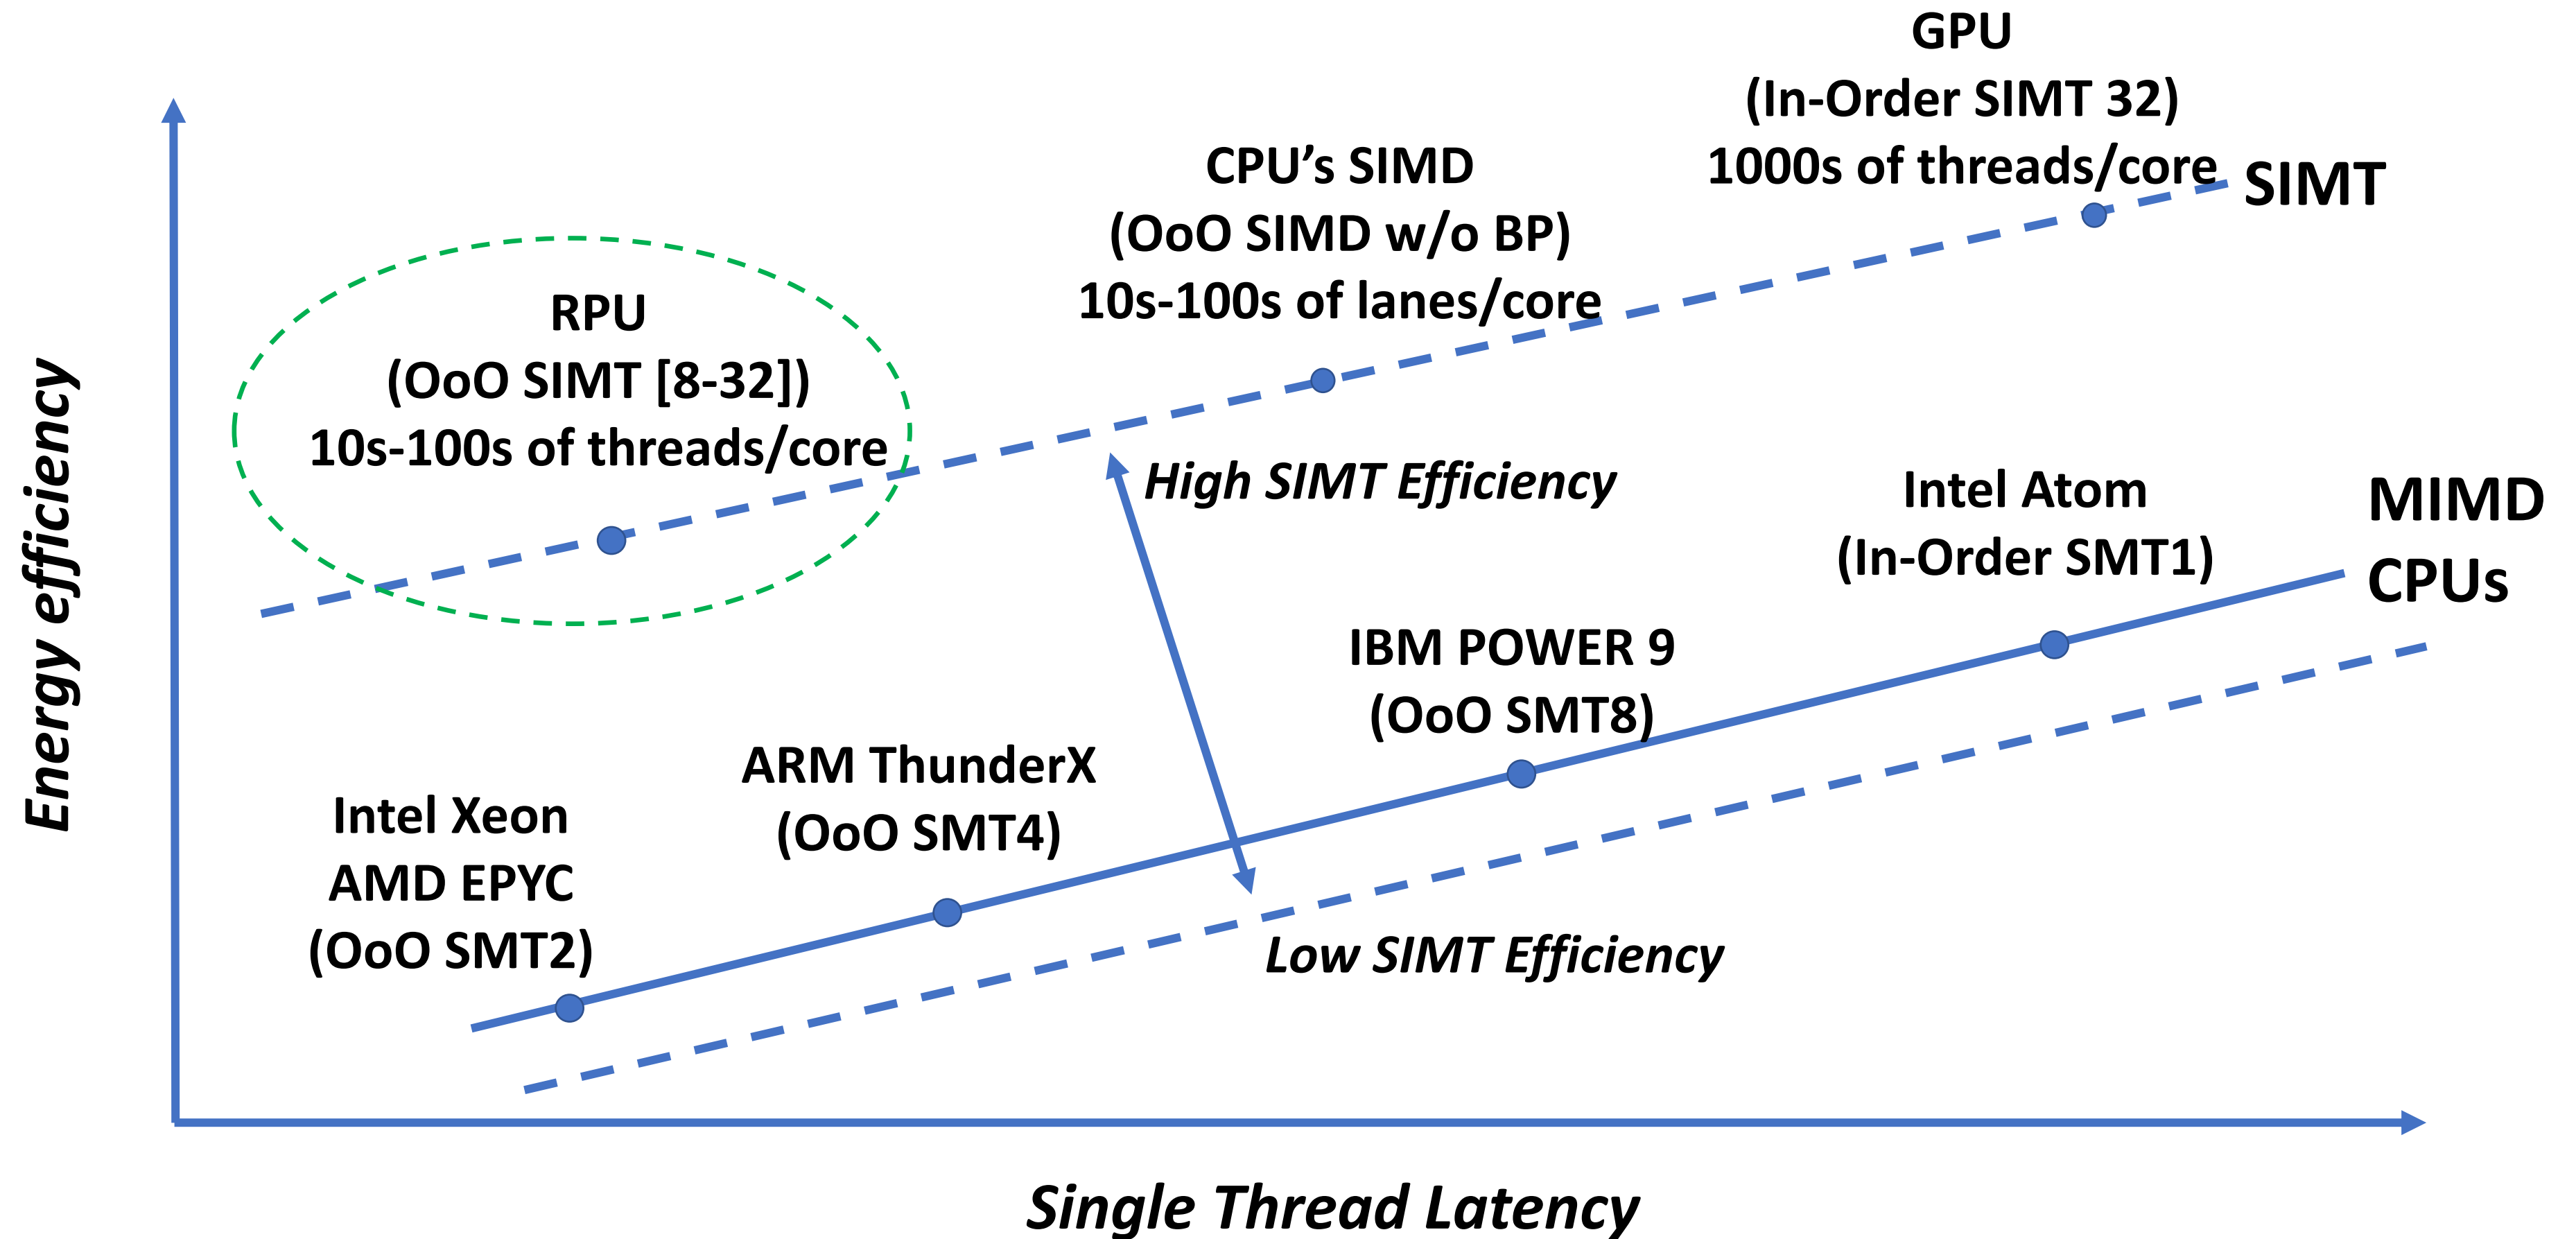 GPU
(In-Order SIMT 32)
1000s of threads/core
SIMT
CPU’s SIMD
(OoO SIMD w/o BP)
10s-100s of lanes/core
RPU
(OoO SIMT [8-32])
10s-100s of threads/core
High SIMT Efficiency
Intel Atom
(In-Order SMT1)
MIMD
CPUs
IBM POWER 9
(OoO SMT8)
ARM ThunderX
(OoO SMT4)
Intel Xeon
AMD EPYC
(OoO SMT2)
Low SIMT Efficiency
Energy efficiency
Single Thread Latency